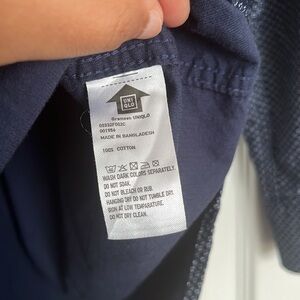 UNI
QLO
UNIQLO
MADE IN BANGLADESH
100% COTTON
WASH DARK COLORS SEPARATELY
DO NOT SOAK.
DO NOT BLEACH OR RUB.
HANGING DRY DO NOT TUMBLE DRY.
IRON AT LOW TEMPERATURE.
DO NOT DRY CLEAN.